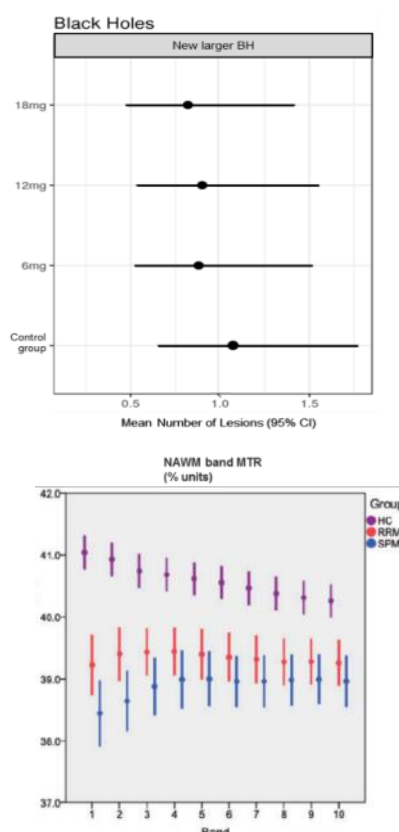 Black Holes
New larger BH
18mg
12mg
6mg
Control
group
0.5 1.0 1.5
Mean Number of Lesions (95% CI)
NAWM band MTR
(% units)
42.0
41.0
40.0
39.0
38.0
37.0
Group
HC
RRM
SPM
1 2 3 4 5 6 7 8 9 10
Band